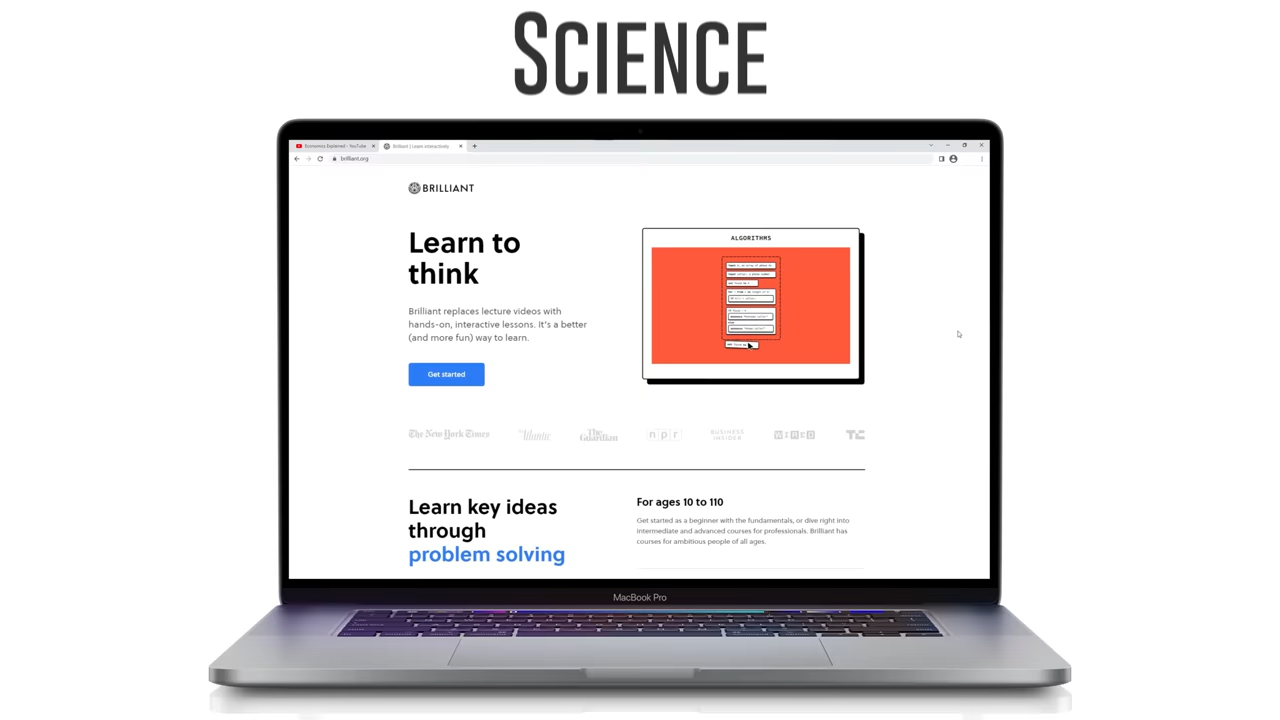 SCIENCE
Economics Explained - YouTube
Brilliant | Learn interactively
brilliant.org
BRILLIANT
Learn to
think
Brilliant replaces lecture videos with
hands-on, interactive lessons. It's a better
(and more fun) way to learn.
Get started
ALGORITHMS
The New York Times
The Atlantic
The Guardian
npr
BUSINESS
INSIDER
WIRED
TC
Learn key ideas
through
problem solving
For ages 10 to 110
Get started as a beginner with the fundamentals, or dive right into
intermediate and advanced courses for professionals. Brilliant has
courses for ambitious people of all ages.
MacBook Pro